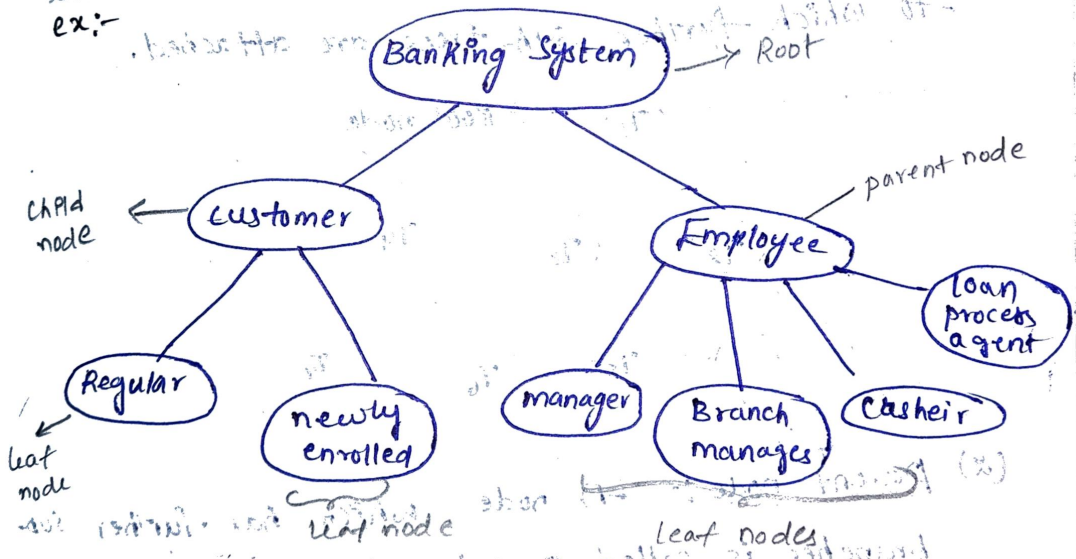 ex:-
Banking System
Root
parent node
child
node
customer
Employee
loan
process
agent
Regular
newly
enrolled
manager
Branch
manages
casheir
leaf
node
leaf node
leaf nodes